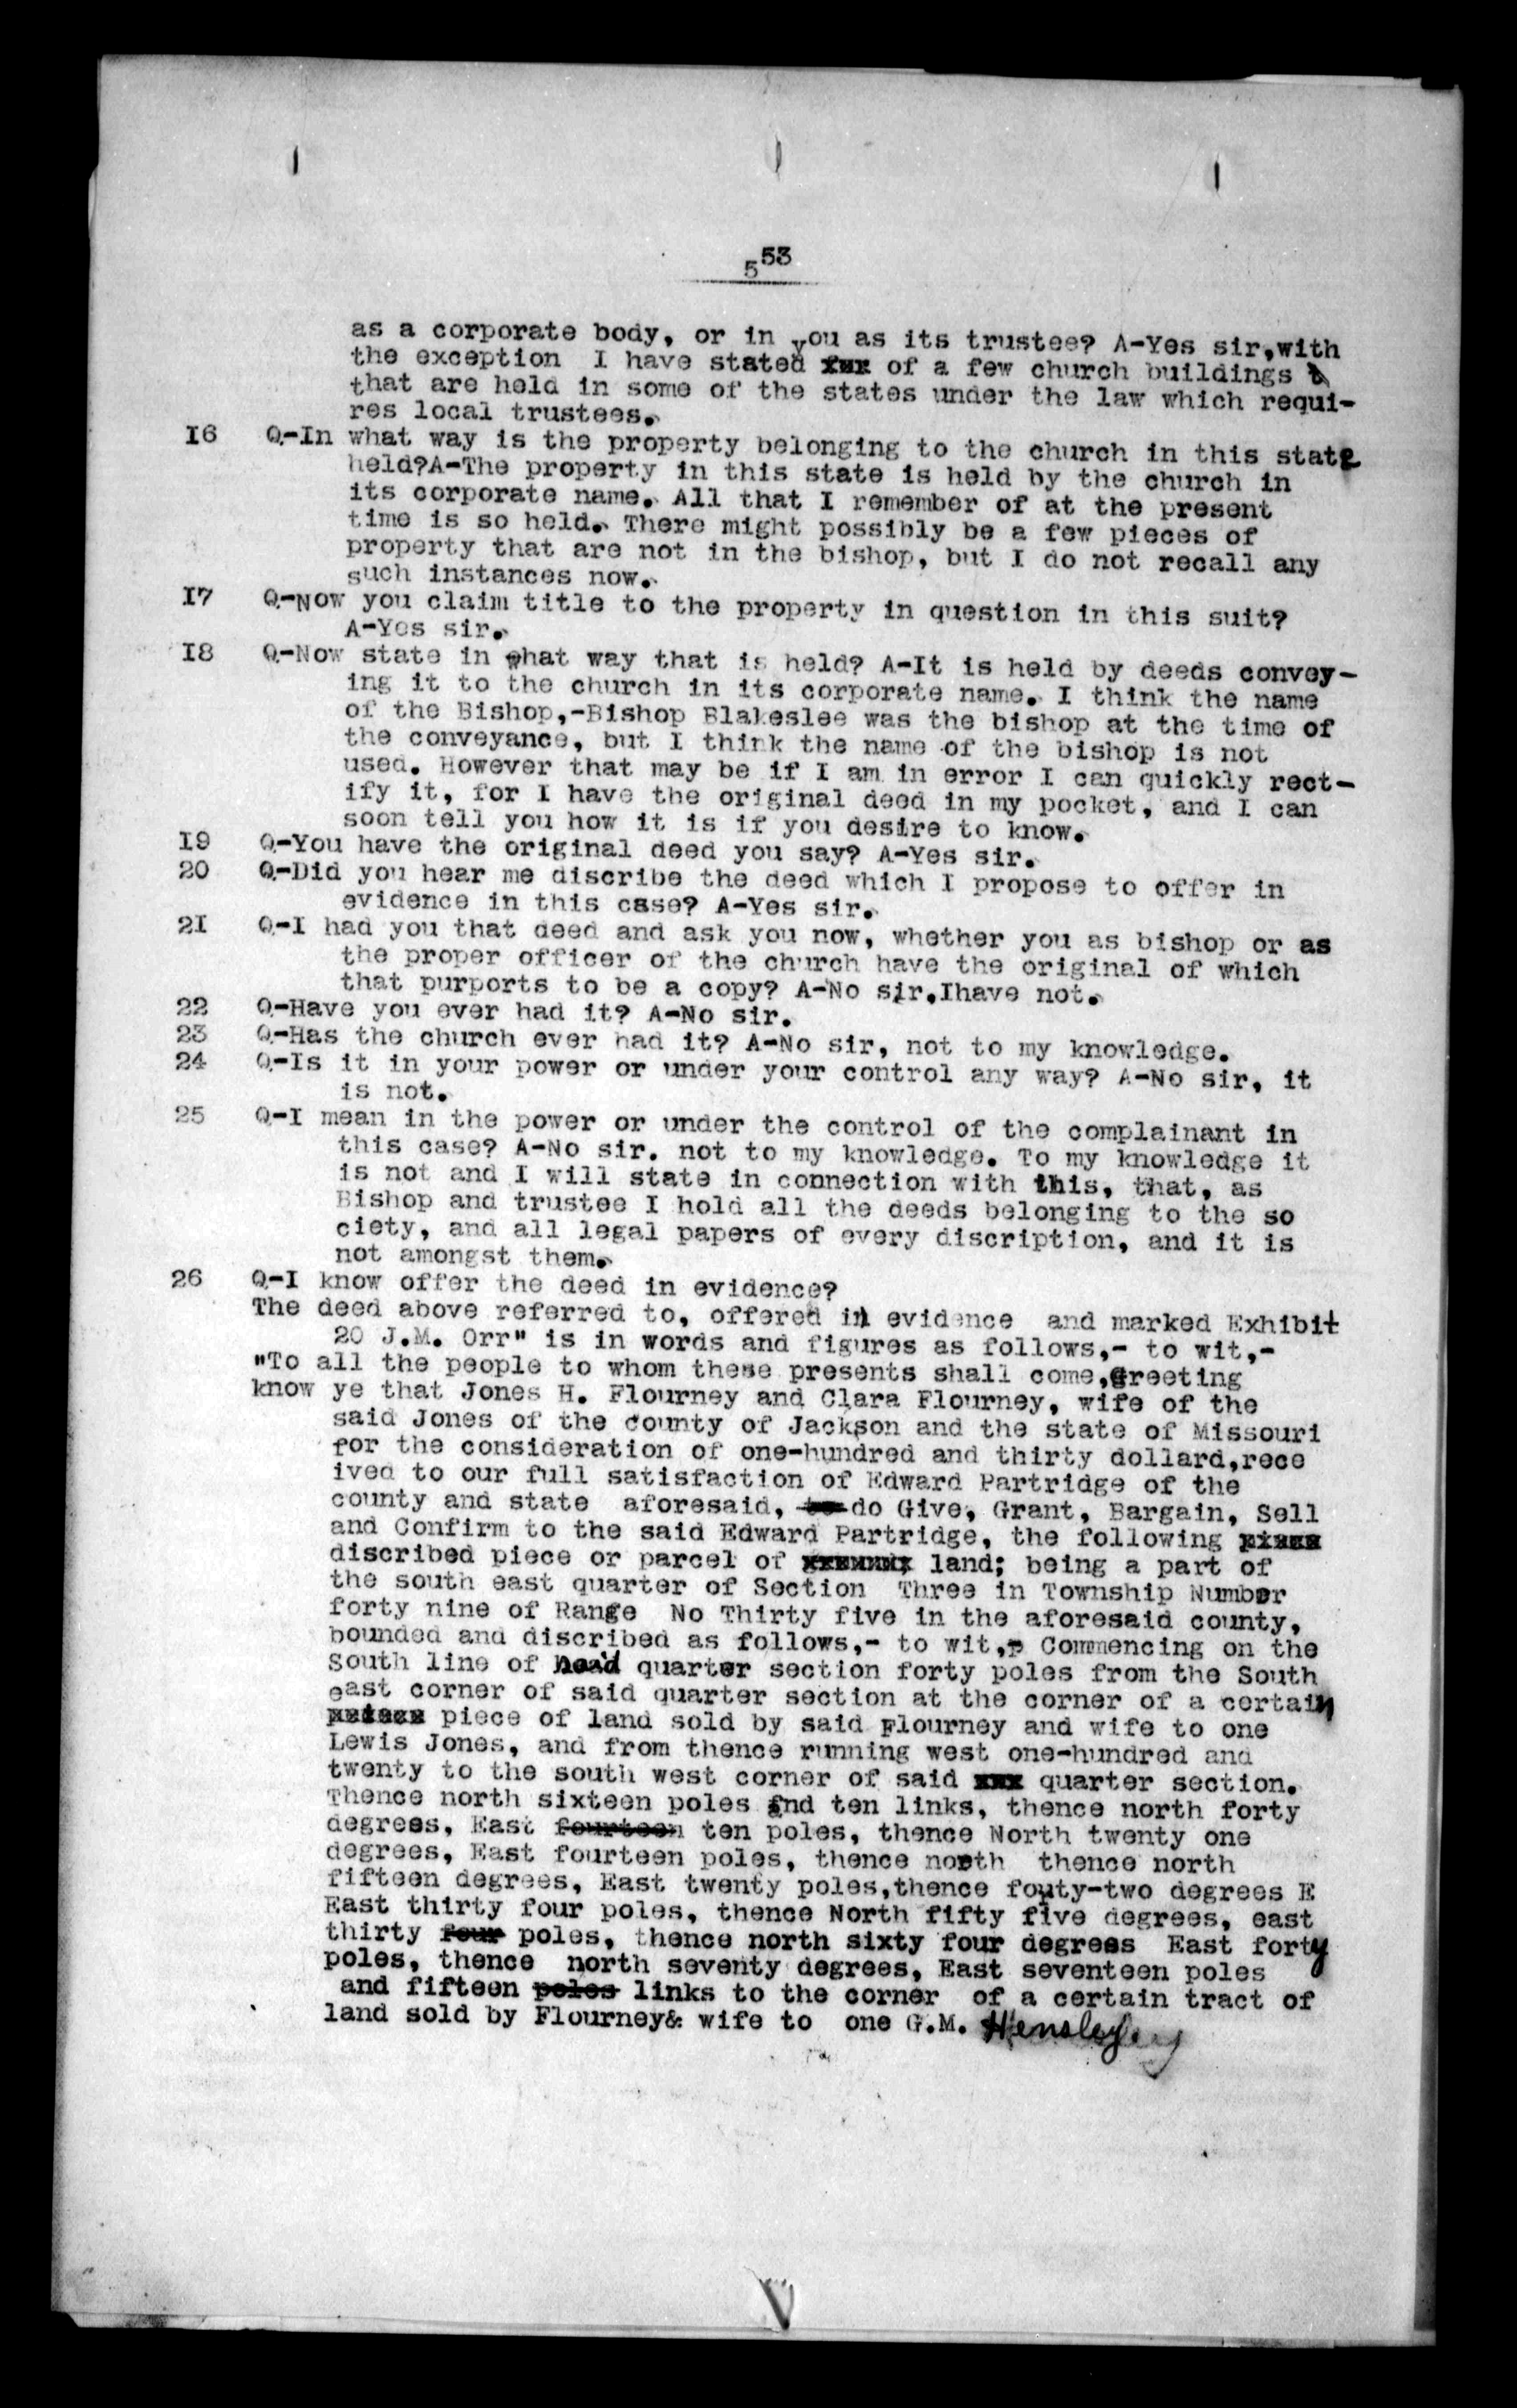 553
as a corporate body, or in you as its trustee? A-Yes sir,with
the exception I have stated of a few church buildings
that are held in some of the states under the law which requi-
res local trustees.
16 Q-In what way is the property belonging to the church in this state
held?A-The property in this state is held by the church in
its corporate name. All that I remember of at the present
time is so held. There might possibly be a few pieces of
property that are not in the bishop, but I do not recall any
such instances now.
17 Q-Now you claim title to the property in question in this suit?
A-Yes sir.
18 Q-Now state in what way that is held? A-It is held by deeds convey-
ing it to the church in its corporate name. I think the name
of the Bishop,-Bishop Blakeslee was the bishop at the time of
the conveyance, but I think the name of the bishop is not
used. However that may be if I am in error I can quickly rect-
ify it, for I have the original deed in my pocket, and I can
soon tell you how it is if you desire to know.
19 Q-You have the original deed you say? A-Yes sir.
20 Q-Did you hear me discribe the deed which I propose to offer in
evidence in this case? A-Yes sir.
21 Q-I had you that deed and ask you now, whether you as bishop or as
the proper officer of the church have the original of which
that purports to be a copy? A-No sir.Ihave not.
22 Q-Have you ever had it? A-No sir.
23 Q-Has the church ever had it? A-No sir, not to my knowledge.
24 Q-Is it in your power or under your control any way? A-No sir, it
is not.
25 Q-I mean in the power or under the control of the complainant in
this case? A-No sir. not to my knowledge. To my knowledge it
is not and I will state in connection with this, that, as
Bishop and trustee I hold all the deeds belonging to the so
ciety, and all legal papers of every discription, and it is
not amongst them.
26 Q-I know offer the deed in evidence?
The deed above referred to, offered in evidence and marked Exhibit
20 J.M. Orr" is in words and figures as follows,- to wit,-
"To all the people to whom these presents shall come,Greeting
know ye that Jones H. Flourney and Clara Flourney, wife of the
said Jones of the county of Jackson and the state of Missouri
for the consideration of one-hundred and thirty dollard,rece
ived to our full satisfaction of Edward Partridge of the
county and state aforesaid, to do Give, Grant, Bargain, Sell
and Confirm to the said Edward Partridge, the following
discribed piece or parcel of land; being a part of
the south east quarter of Section Three in Township Number
forty nine of Range No Thirty five in the aforesaid county,
bounded and discribed as follows,- to wit, Commencing on the
South line of quarter section forty poles from the South
east corner of said quarter section at the corner of a certain
piece of land sold by said Flourney and wife to one
Lewis Jones, and from thence running west one-hundred and
twenty to the south west corner of said quarter section.
Thence north sixteen poles and ten links, thence north forty
degrees, East fourteen ten poles, thence North twenty one
degrees, East fourteen poles, thence north thence north
fifteen degrees, East twenty poles,thence fouty-two degrees E
East thirty four poles, thence North fifty five degrees, east
thirty four poles, thence north sixty four degrees East forty
poles, thence north seventy degrees, East seventeen poles
and fifteen poles links to the corner of a certain tract of
land sold by Flourney& wife to one G.M. Hensley.